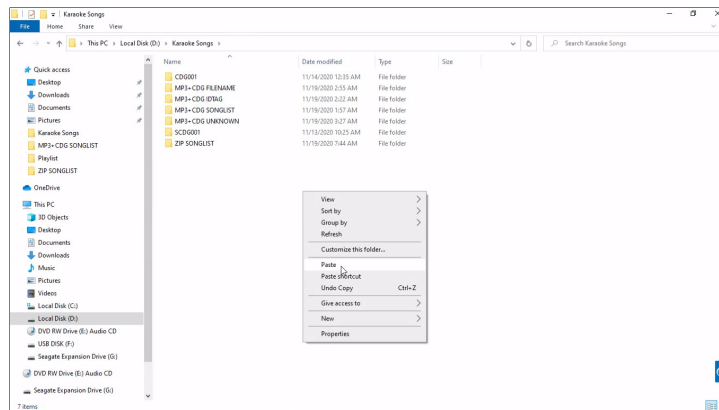 Karaoke Songs
File Home Share View
This PC > Local Disk (D:) > Karaoke Songs >
Search Karaoke Songs
Name Date modified Type Size
CDG001 11/14/2020 12:35 AM File folder
MP3+CDG FILENAME 11/19/2020 2:55 AM File folder
MP3+CDG IDTAG 11/19/2020 2:22 AM File folder
MP3+CDG SONGLIST 11/19/2020 1:57 AM File folder
MP3+CDG UNKNOWN 11/19/2020 3:27 AM File folder
SCDG001 11/13/2020 10:25 AM File folder
ZIP SONGLIST 11/19/2020 7:44 AM File folder
Quick access
Desktop
Downloads
Documents
Pictures
Karaoke Songs
MP3+CDG SONGLIST
Playlist
ZIP SONGLIST
OneDrive
This PC
3D Objects
Desktop
Documents
Downloads
Music
Pictures
Videos
Local Disk (C:)
Local Disk (D:)
DVD RW Drive (E:) Audio CD
USB DISK (F:)
Seagate Expansion Drive (G:)
DVD RW Drive (E:) Audio CD
Seagate Expansion Drive (G:)
View
Sort by
Group by
Refresh
Customize this folder...
Paste
Paste shortcut
Undo Copy Ctrl+Z
Give access to
New
Properties
7 items